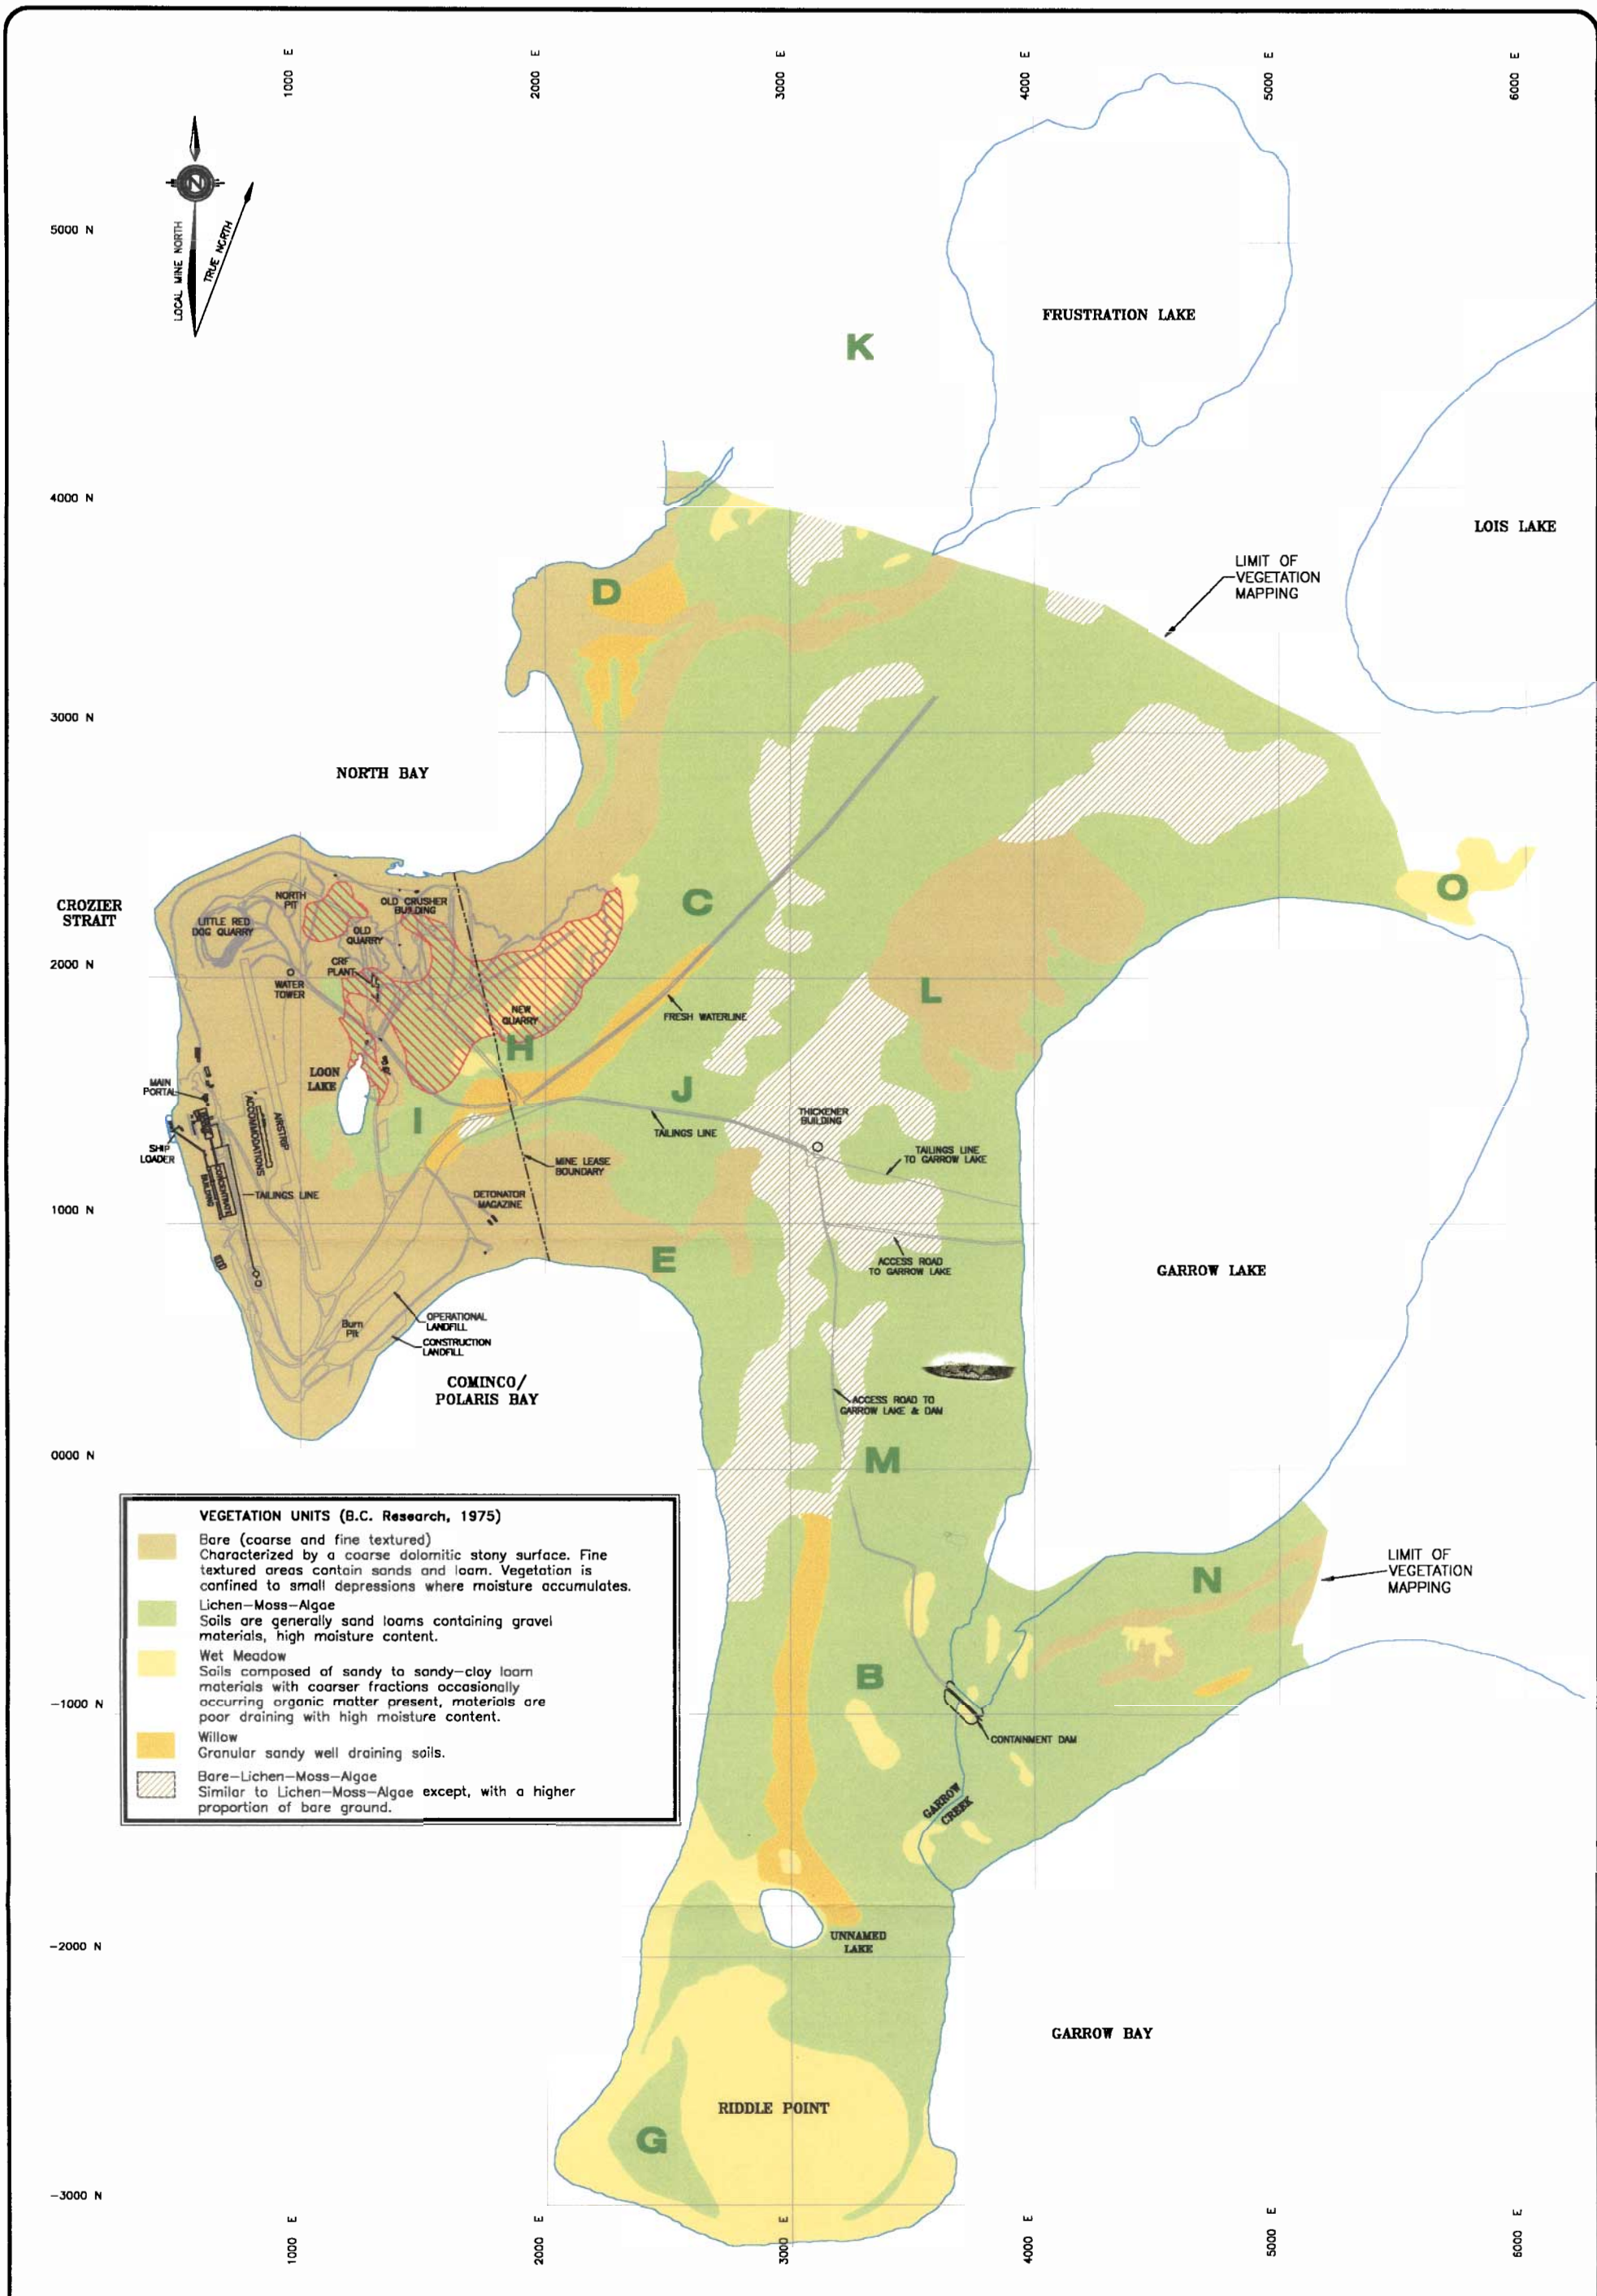 1000 E
2000 E
3000 E
4000 E
5000 E
6000 E
N
LOCAL MINE NORTH
TRUE NORTH
5000 N
FRUSTRATION LAKE
K
4000 N
LOIS LAKE
LIMIT OF
VEGETATION
MAPPING
D
3000 N
NORTH BAY
CROZIER
STRAIT
NORTH
PIT
OLD CRUSHER
BUILDING
LITTLE RED
DOG QUARRY
OLD
QUARRY
C
O
2000 N
CRF
PLANT
WATER
TOWER
L
NEW
QUARRY
FRESH WATERLINE
H
LOON
LAKE
MAIN
PORTAL
J
I
THICKENER
BUILDING
ACCOMMODATIONS
AIRSTRIP
TAILINGS LINE
SHIP
LOADER
TAILINGS LINE
TO GARROW LAKE
MINE LEASE
BOUNDARY
CONCENTRATE
BUILDING
TAILINGS LINE
DETONATOR
MAGAZINE
1000 N
E
ACCESS ROAD
TO GARROW LAKE
GARROW LAKE
OPERATIONAL
LANDFILL
Burn
Pit
CONSTRUCTION
LANDFILL
COMINCO/
POLARIS BAY
ACCESS ROAD TO
GARROW LAKE & DAM
0000 N
M
VEGETATION UNITS (B.C. Research, 1975)
Bare (coarse and fine textured)
Characterized by a coarse dolomitic stony surface. Fine
textured areas contain sands and loam. Vegetation is
confined to small depressions where moisture accumulates.
Lichen-Moss-Algae
Soils are generally sand loams containing gravel
materials, high moisture content.
Wet Meadow
Soils composed of sandy to sandy-clay loam
materials with coarser fractions occasionally
occurring organic matter present, materials are
poor draining with high moisture content.
Willow
Granular sandy well draining soils.
Bare-Lichen-Moss-Algae
Similar to Lichen-Moss-Algae except, with a higher
proportion of bare ground.
LIMIT OF
VEGETATION
MAPPING
N
B
-1000 N
CONTAINMENT DAM
GARROW
CREEK
UNNAMED
LAKE
-2000 N
GARROW BAY
RIDDLE POINT
G
-3000 N
1000 E
2000 E
3000 E
4000 E
5000 E
6000 E